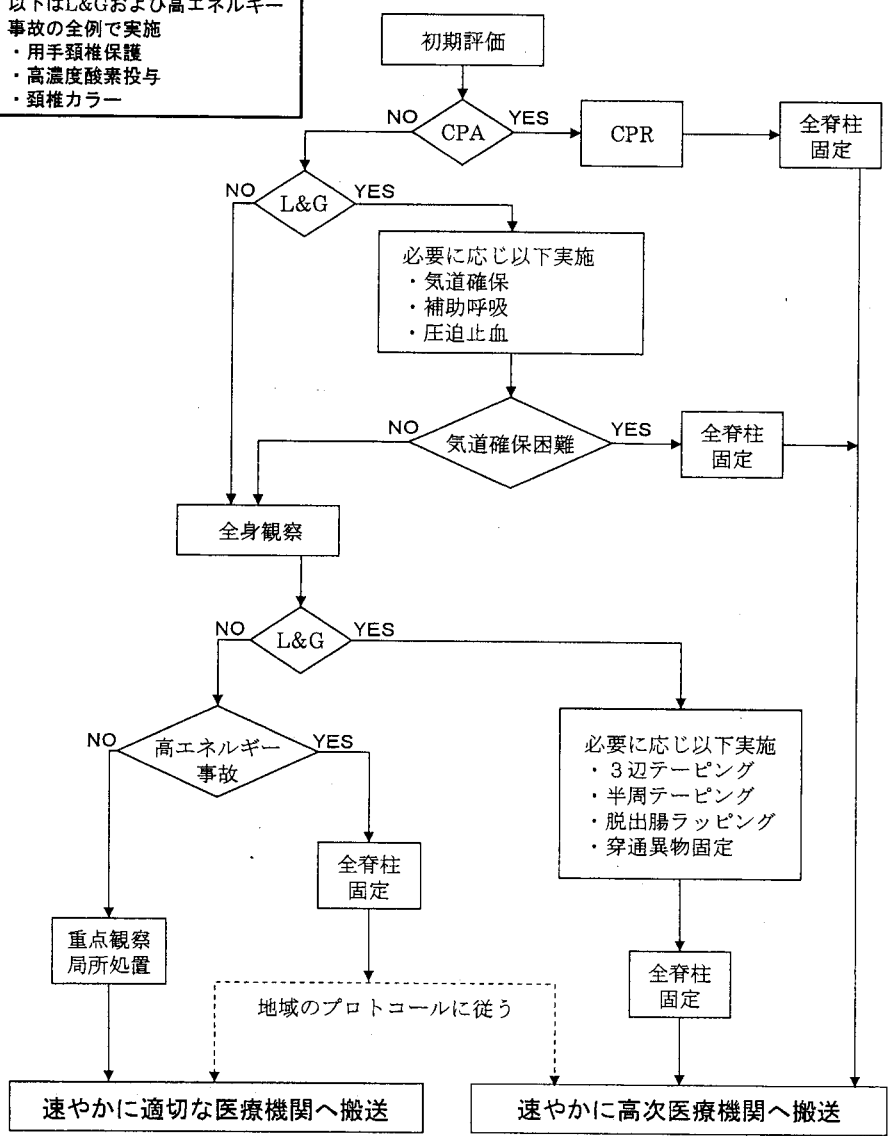 以下はL&Gおよび高エネルギー
事故の全例で実施
・用手頚椎保護
・高濃度酸素投与
・頚椎カラー
初期評価
NO
CPA
YES
CPR
全脊柱
固定
NO
L&G
YES
必要に応じ以下実施
・気道確保
・補助呼吸
・圧迫止血
NO
気道確保困難
YES
全脊柱
固定
全身観察
NO
L&G
YES
NO
高エネルギー
事故
YES
必要に応じ以下実施
・３辺テーピング
・半周テーピング
・脱出腸ラッピング
・穿通異物固定
全脊柱
固定
重点観察
局所処置
全脊柱
固定
地域のプロトコールに従う
速やかに適切な医療機関へ搬送
速やかに高次医療機関へ搬送